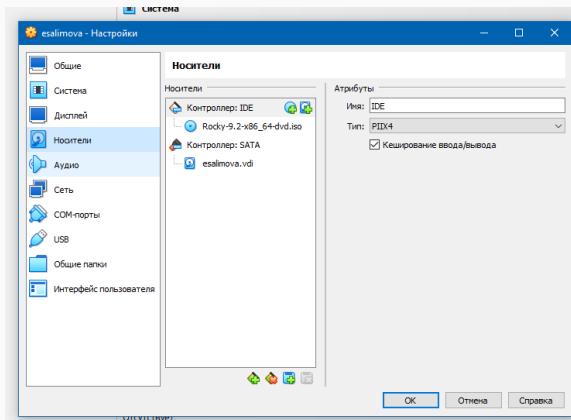 Система
esalimova - Настройки
Общие
Система
Дисплей
Носители
Аудио
Сеть
COM-порты
USB
Общие папки
Интерфейс пользователя
Носители
Носители
Контроллер: IDE
Rocky-9.2-x86_64-dvd.iso
Контроллер: SATA
esalimova.vdi
Атрибуты
Имя: IDE
Тип: PIIX4
Кеширование ввода/вывода
OK Отмена Справка
Отсутствует